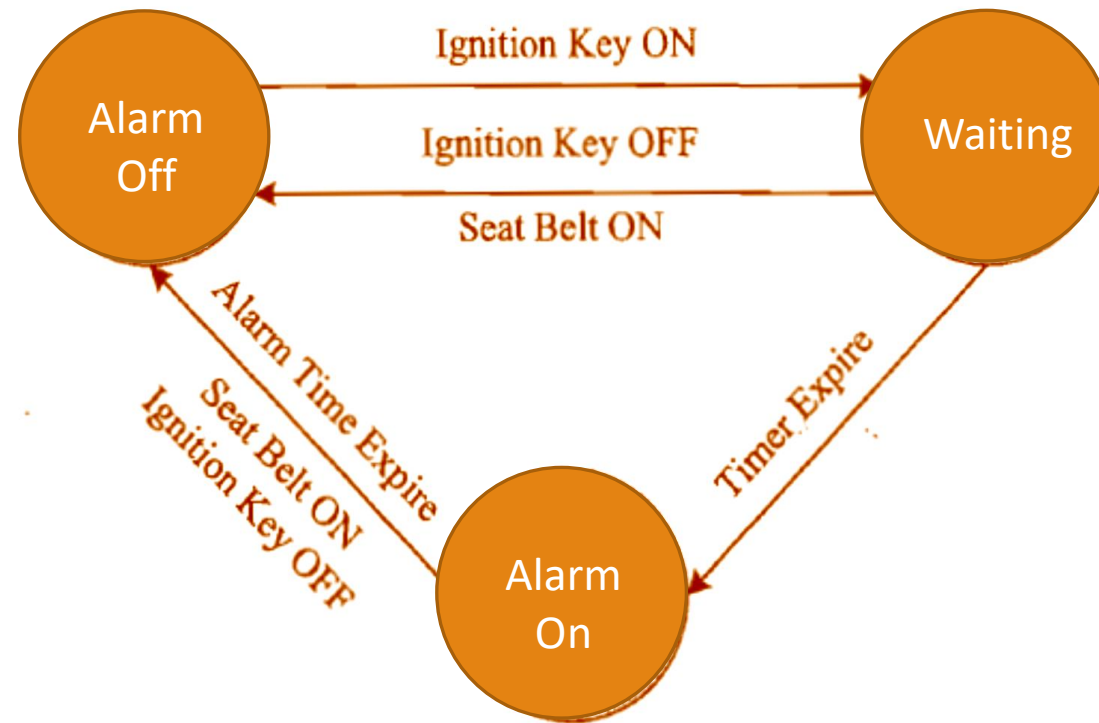 Ignition Key ON
Alarm
Off
Waiting
Ignition Key OFF
Seat Belt ON
Alarm Time Expire
Seat Belt ON
Ignition Key OFF
Timer Expire
Alarm
On